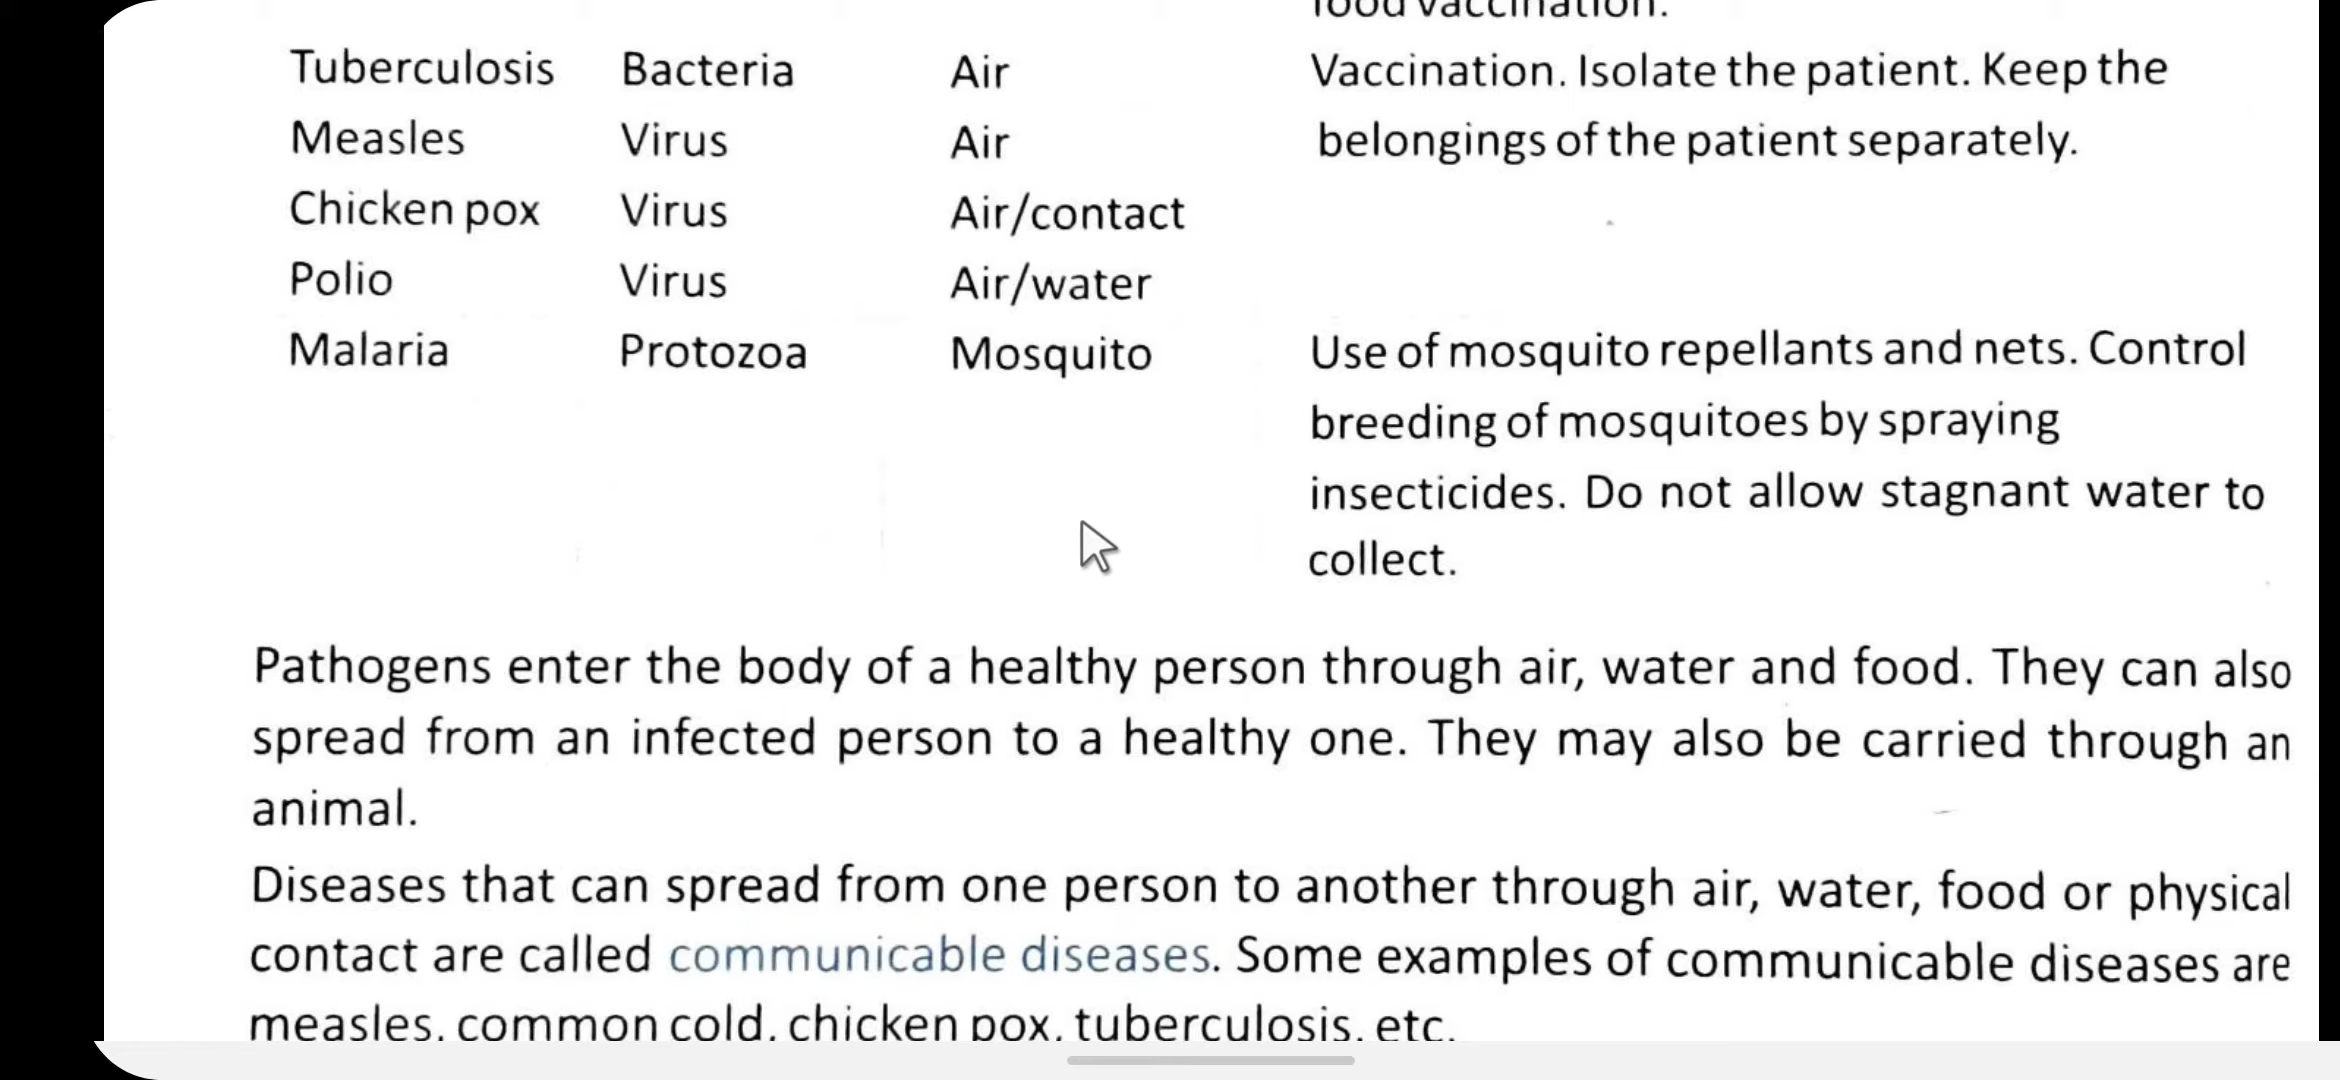 food vaccination.
Tuberculosis Bacteria Air Vaccination. Isolate the patient. Keep the
Measles Virus Air belongings of the patient separately.
Chicken pox Virus Air/contact
Polio Virus Air/water
Malaria Protozoa Mosquito Use of mosquito repellants and nets. Control
breeding of mosquitoes by spraying
insecticides. Do not allow stagnant water to
collect.
Pathogens enter the body of a healthy person through air, water and food. They can also
spread from an infected person to a healthy one. They may also be carried through an
animal.
Diseases that can spread from one person to another through air, water, food or physical
contact are called communicable diseases. Some examples of communicable diseases are
measles, common cold, chicken pox, tuberculosis, etc.